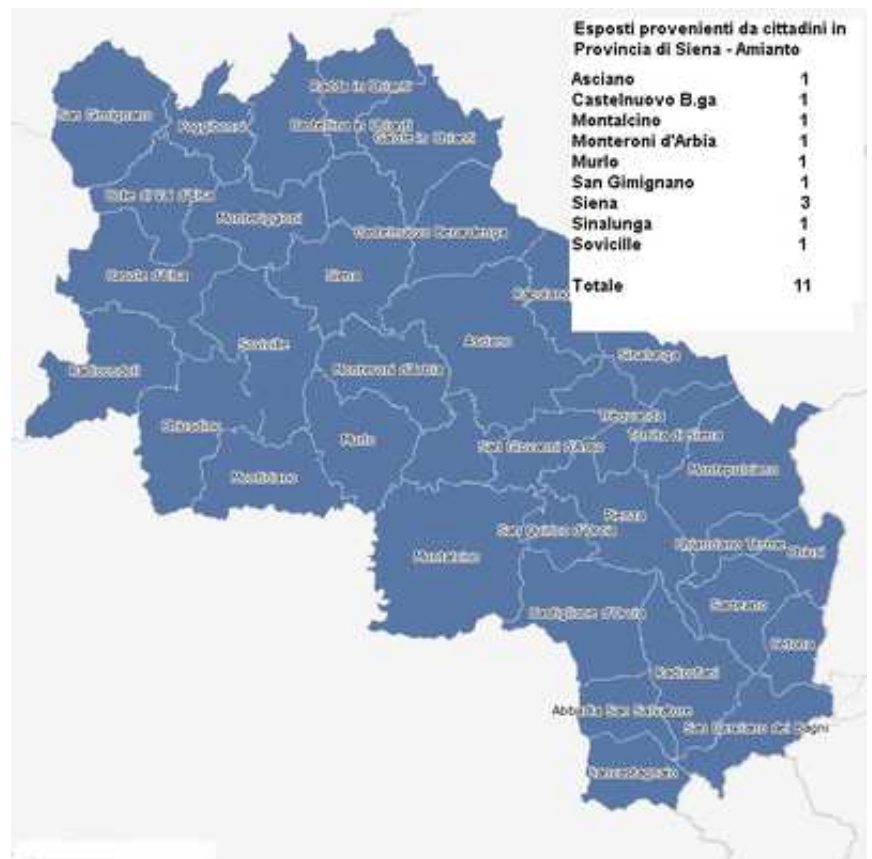 Esposti provenienti da cittadini in
Provincia di Siena - Amianto
Asciano 1
Castelnuovo B.ga 1
Montalcino 1
Monteroni d'Arbia 1
Murlo 1
San Gimignano 1
Siena 3
Sinalunga 1
Sovicille 1
Totale 11
Radda in Chianti
San Gimignano
Poggibonsi
Castellina in Chianti
Gaiole in Chianti
Colle di Val d'Elsa
Monteriggioni
Castelnuovo Berardenga
Casole d'Elsa
Siena
Rapolano
Asciano
Sovicille
Sinalunga
Radicondoli
Monteroni d'Arbia
Trequanda
Chiusdino
Murlo
San Giovanni d'Asso
Torrita di Siena
Monticiano
Montepulciano
Pienza
San Quirico d'Orcia
Montalcino
Chianciano Terme
Chiusi
Sarteano
Castiglione d'Orcia
Cetona
Radicofani
Abbadia San Salvatore
San Casciano dei Bagni
Piancastagnaio